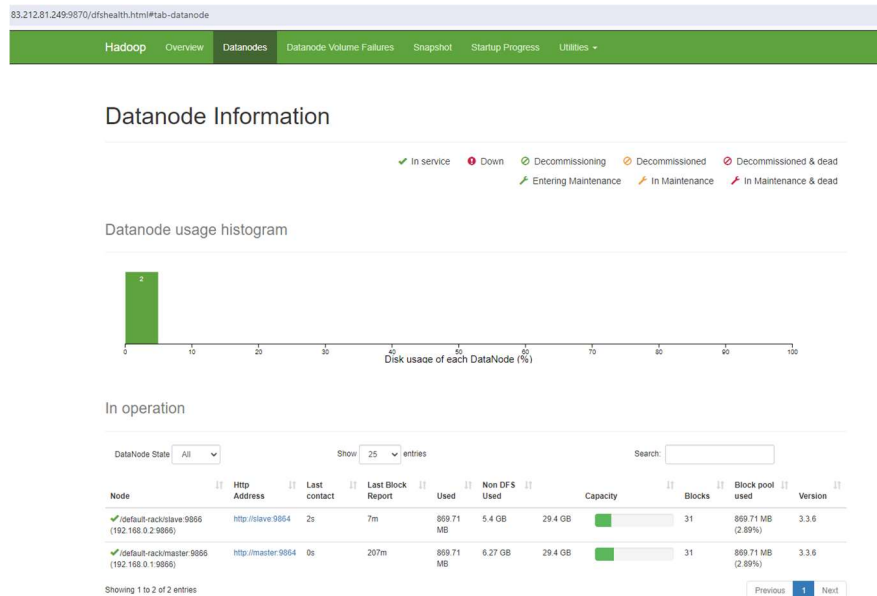 83.212.81.249:9870/dfshealth.html#tab-datanode
Hadoop Overview Datanodes Datanode Volume Failures Snapshot Startup Progress Utilities
Datanode Information
In service Down Decommissioning Decommissioned Decommissioned & dead
Entering Maintenance In Maintenance In Maintenance & dead
Datanode usage histogram
2
0 10 20 30 40 50 60 70 80 90 100
Disk usage of each DataNode (%)
In operation
DataNode State All Show 25 entries Search:
Node Http Address Last contact Last Block Report Used Non DFS Used Capacity Blocks Block pool used Version
/default-rack/slave:9866 http://slave:9864 2s 7m 869.71 MB 5.4 GB 29.4 GB 31 869.71 MB 3.3.6
(192.168.0.2:9866) (2.89%)
/default-rack/master:9866 http://master:9864 0s 207m 869.71 MB 6.27 GB 29.4 GB 31 869.71 MB 3.3.6
(192.168.0.1:9866) (2.89%)
Showing 1 to 2 of 2 entries Previous 1 Next